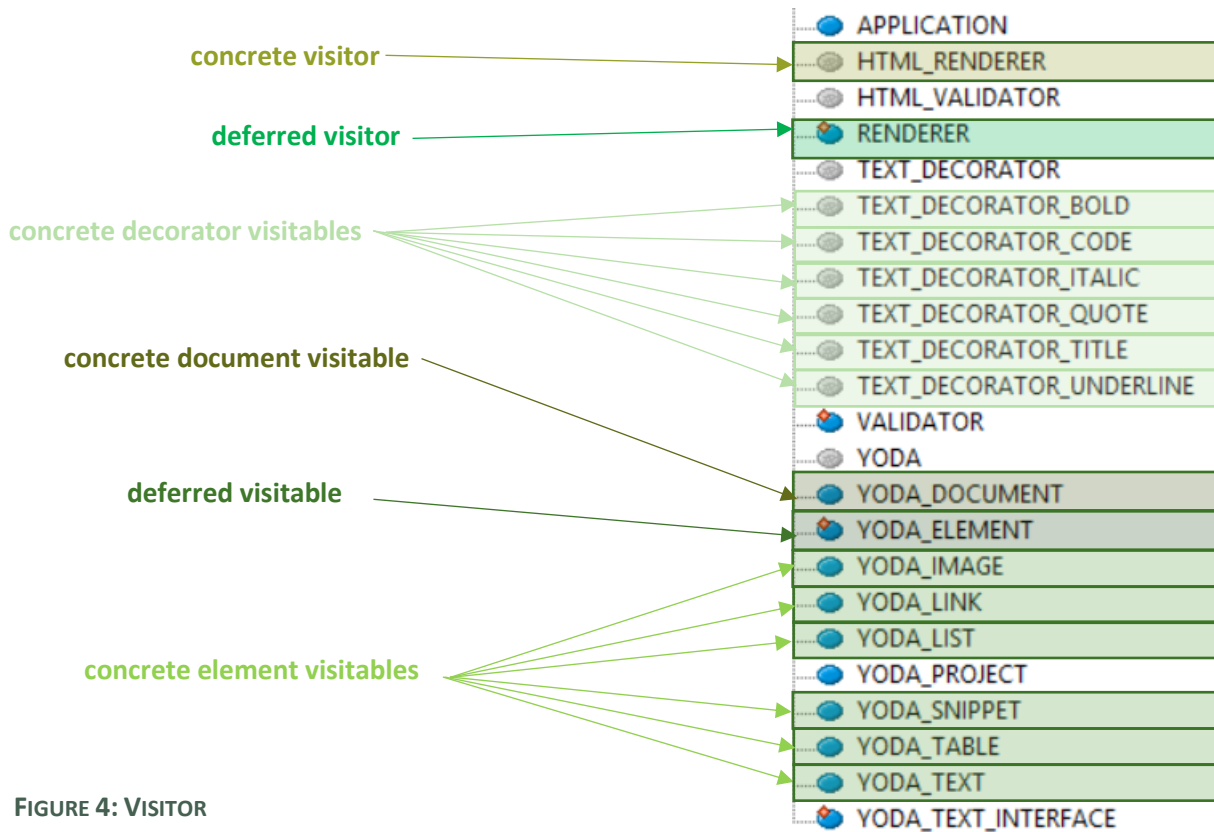 concrete visitor
deferred visitor
concrete decorator visitables
concrete document visitable
deferred visitable
concrete element visitables
APPLICATION
HTML_RENDERER
HTML_VALIDATOR
RENDERER
TEXT_DECORATOR
TEXT_DECORATOR_BOLD
TEXT_DECORATOR_CODE
TEXT_DECORATOR_ITALIC
TEXT_DECORATOR_QUOTE
TEXT_DECORATOR_TITLE
TEXT_DECORATOR_UNDERLINE
VALIDATOR
YODA
YODA_DOCUMENT
YODA_ELEMENT
YODA_IMAGE
YODA_LINK
YODA_LIST
YODA_PROJECT
YODA_SNIPPET
YODA_TABLE
YODA_TEXT
YODA_TEXT_INTERFACE
FIGURE 4: VISITOR